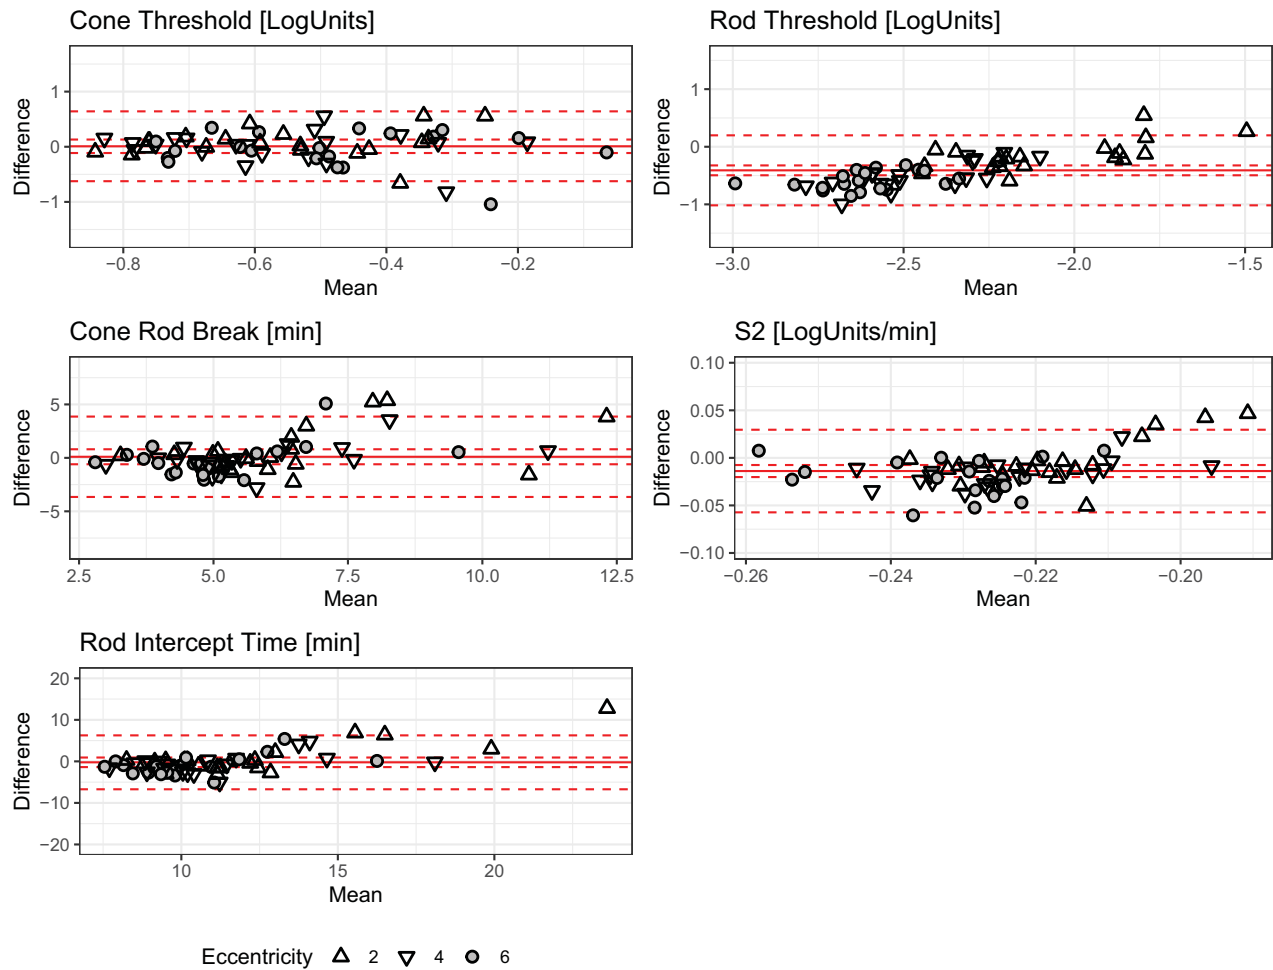 Cone Threshold [LogUnits]
Difference
1
0
−1
−0.8 −0.6 −0.4 −0.2
Mean
Rod Threshold [LogUnits]
Difference
1
0
−1
−3.0 −2.5 −2.0 −1.5
Mean
Cone Rod Break [min]
Difference
5
0
−5
2.5 5.0 7.5 10.0 12.5
Mean
S2 [LogUnits/min]
Difference
0.10
0.05
0.00
−0.05
−0.10
−0.26 −0.24 −0.22 −0.20
Mean
Rod Intercept Time [min]
Difference
20
10
0
−10
−20
10 15 20
Mean
Eccentricity 2 4 6